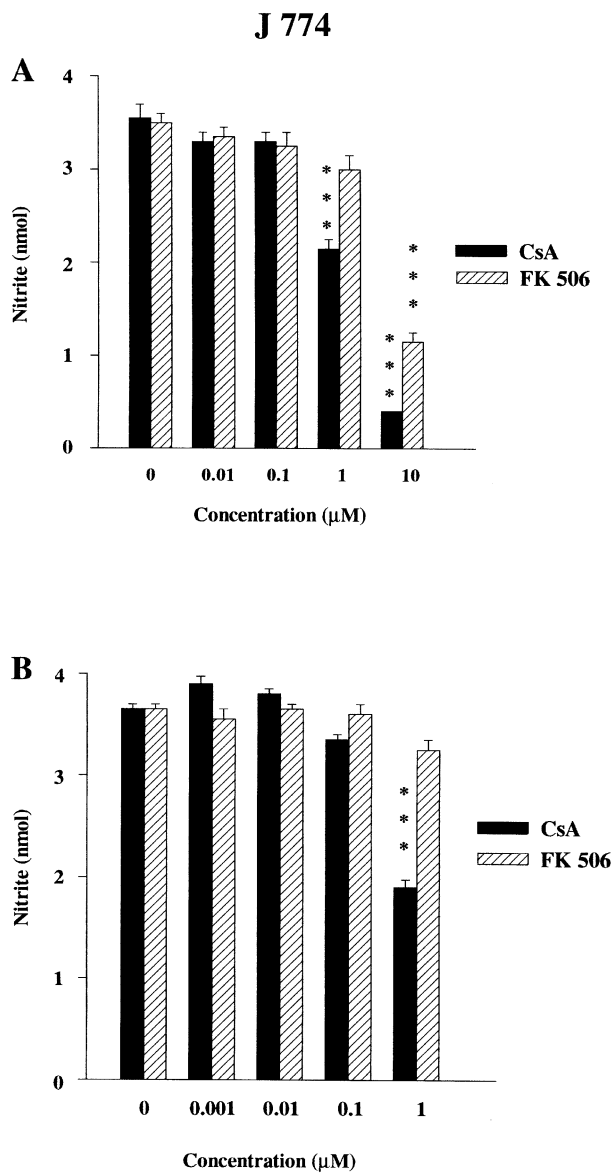 J 774
A
4
3
2
1
0
Nitrite (nmol)
* * *
* * *
* * *
CsA
FK 506
0 0.01 0.1 1 10
Concentration (µM)
B
4
3
2
1
0
Nitrite (nmol)
* * *
CsA
FK 506
0 0.001 0.01 0.1 1
Concentration (µM)